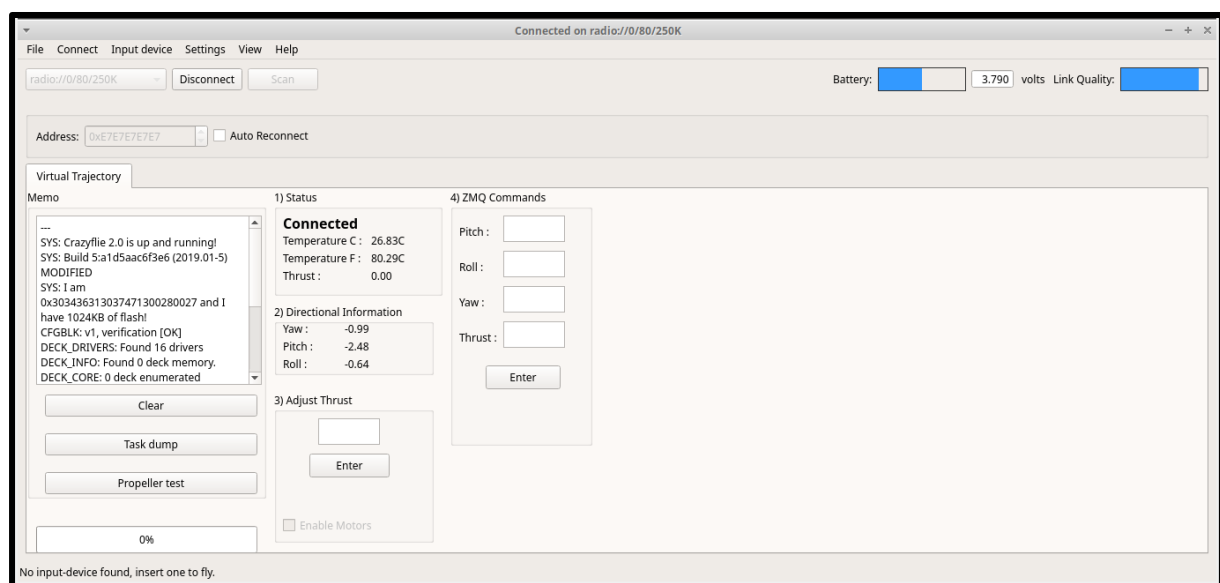 Connected on radio://0/80/250K
File Connect Input device Settings View Help
radio://0/80/250K Disconnect Scan Battery: 3.790 volts Link Quality:
Address: 0xE7E7E7E7E7 Auto Reconnect
Virtual Trajectory
Memo
---
SYS: Crazyflie 2.0 is up and running!
SYS: Build 5:a1d5aac6f3e6 (2019.01-5)
MODIFIED
SYS: I am
0x303436313037471300280027 and I
have 1024KB of flash!
CFGBLK: v1, verification [OK]
DECK_DRIVERS: Found 16 drivers
DECK_INFO: Found 0 deck memory.
DECK_CORE: 0 deck enumerated
Clear
Task dump
Propeller test
0%
1) Status
Connected
Temperature C : 26.83C
Temperature F : 80.29C
Thrust : 0.00
2) Directional Information
Yaw : -0.99
Pitch : -2.48
Roll : -0.64
3) Adjust Thrust
Enter
Enable Motors
4) ZMQ Commands
Pitch :
Roll :
Yaw :
Thrust :
Enter
No input-device found, insert one to fly.